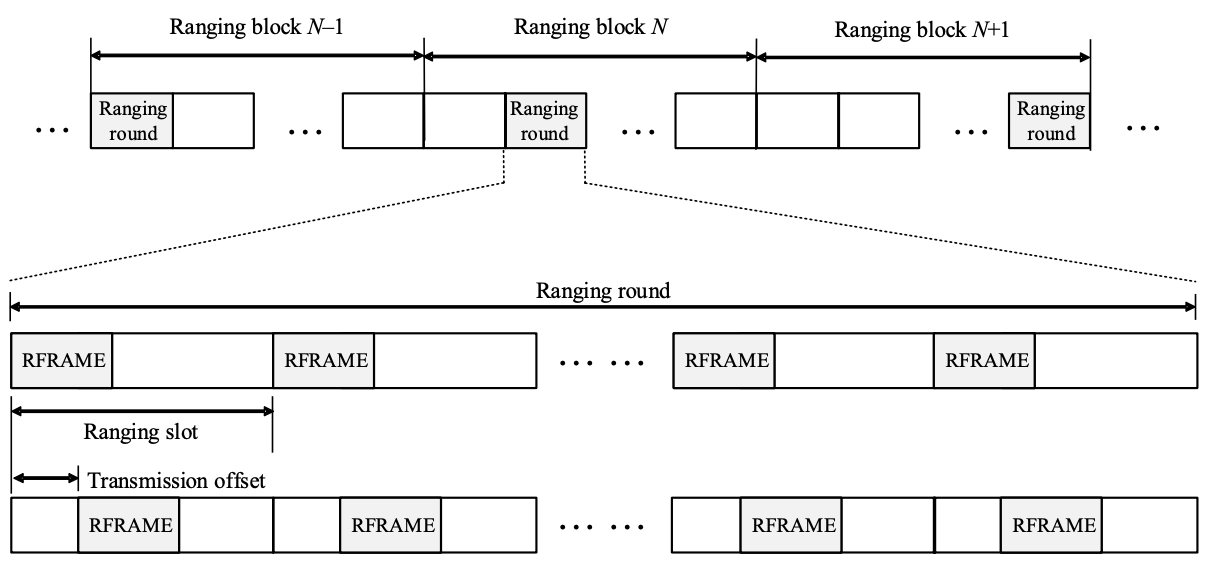 Ranging block N–1
Ranging block N
Ranging block N+1
...
Ranging
round
...
Ranging
round
...
...
Ranging
round
...
Ranging round
RFRAME
RFRAME
... ...
RFRAME
RFRAME
Ranging slot
Transmission offset
RFRAME
RFRAME
... ...
RFRAME
RFRAME